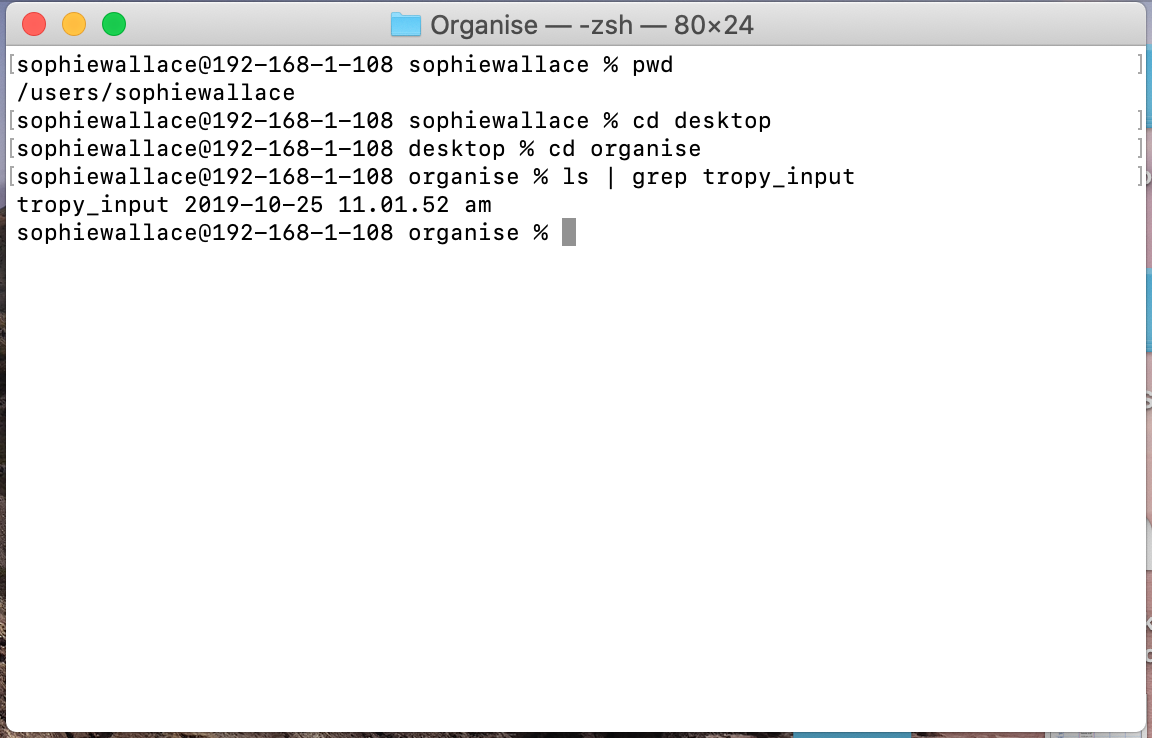 Organise — -zsh — 80×24
[sophiewallace@192-168-1-108 sophiewallace % pwd ]
/users/sophiewallace
[sophiewallace@192-168-1-108 sophiewallace % cd desktop ]
[sophiewallace@192-168-1-108 desktop % cd organise ]
[sophiewallace@192-168-1-108 organise % ls | grep tropy_input ]
tropy_input 2019-10-25 11.01.52 am
sophiewallace@192-168-1-108 organise %